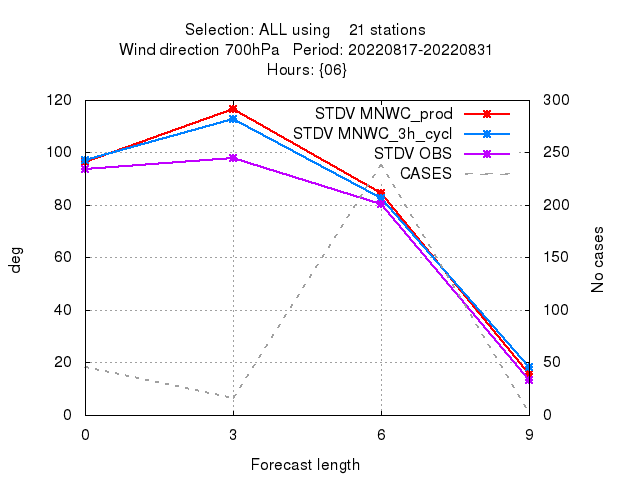 Selection: ALL using    21 stations
Wind direction 700hPa   Period: 20220817-20220831
Hours: {06}
STDV MNWC_prod
STDV MNWC_3h_cycl
STDV OBS
CASES
120
100
80
60
40
20
0
300
250
200
150
100
50
0
deg
No cases
0 3 6 9
Forecast length